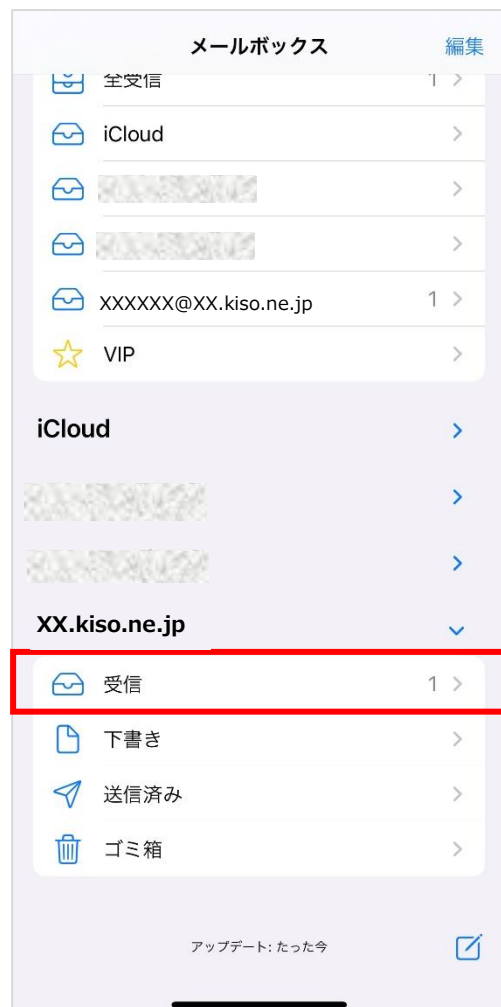 メールボックス 編集
全受信 1
iCloud
XXXXXX@XX.kiso.ne.jp 1
VIP
iCloud
XX.kiso.ne.jp
受信 1
下書き
送信済み
ゴミ箱
アップデート: たった今